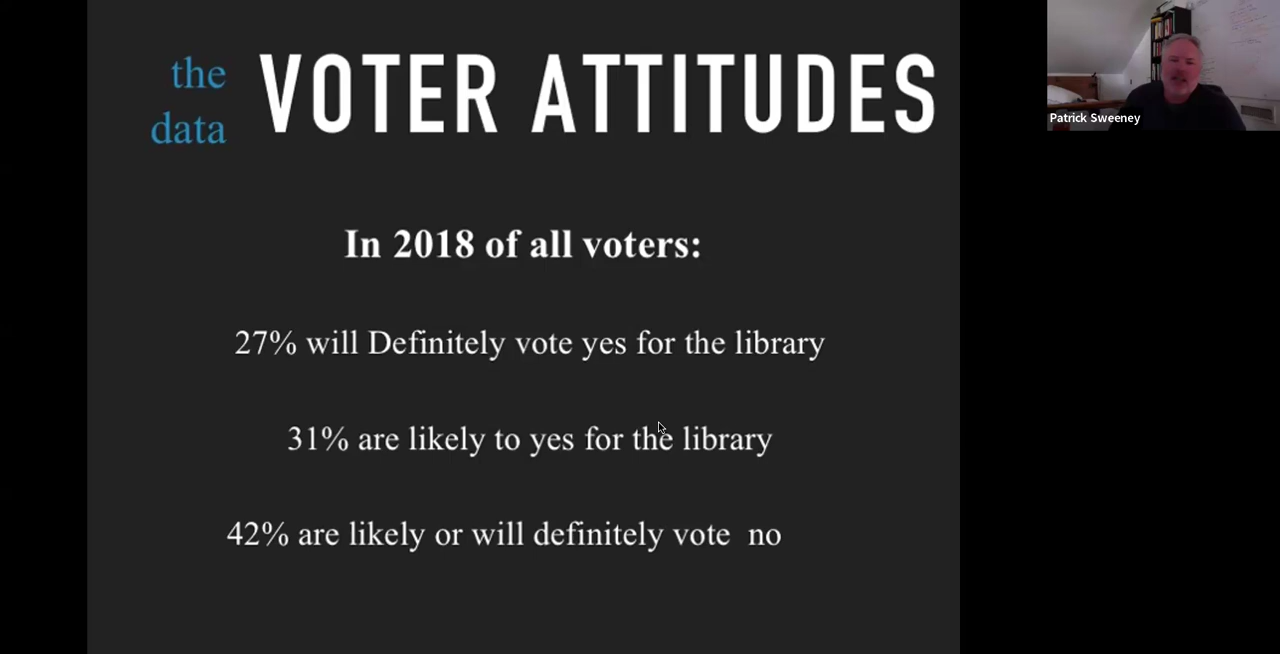 the
data
VOTER ATTITUDES
In 2018 of all voters:
27% will Definitely vote yes for the library
31% are likely to yes for the library
42% are likely or will definitely vote  no
Patrick Sweeney